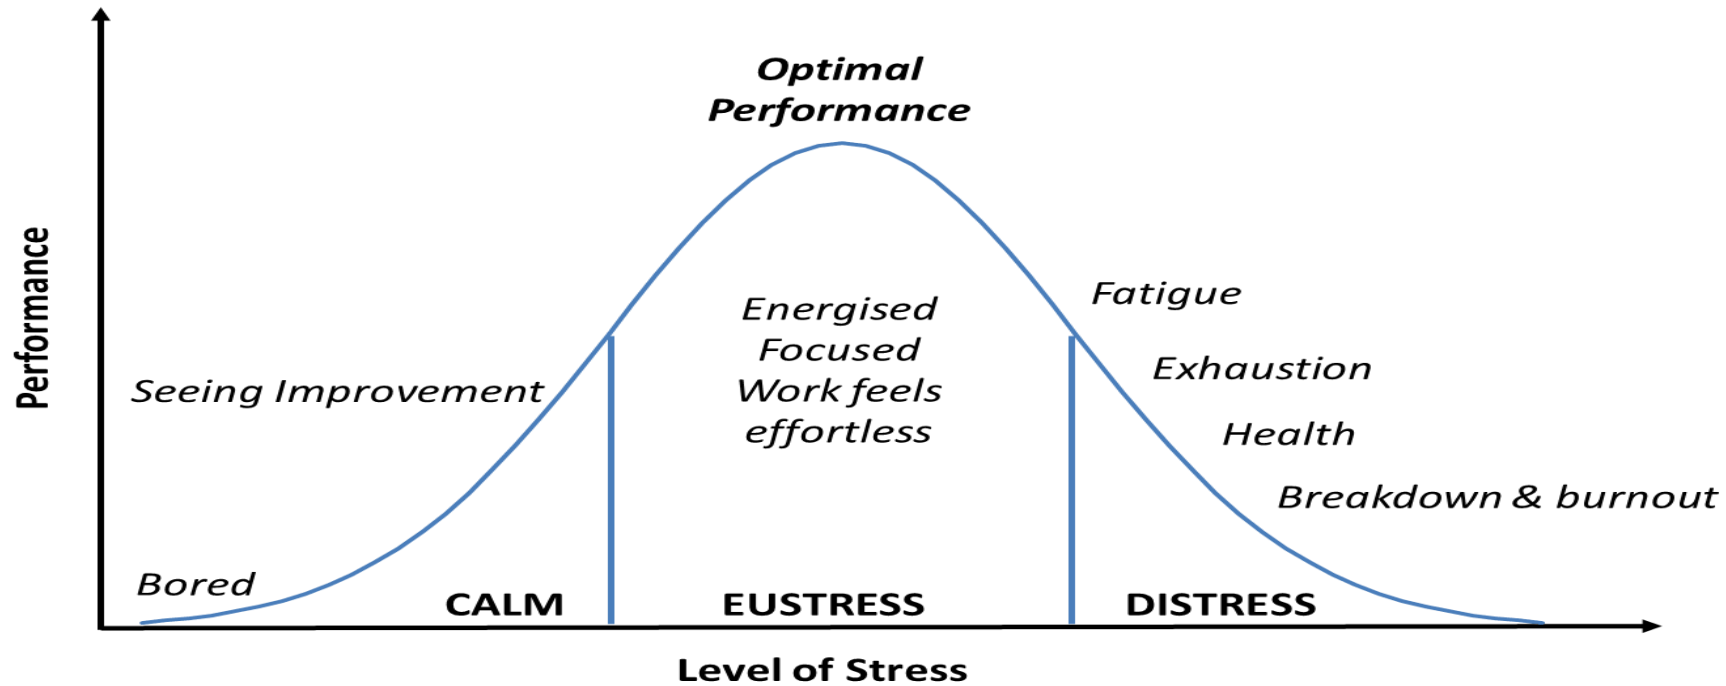 Optimal
Performance
Performance
Fatigue
Energised
Focused
Work feels
effortless
Exhaustion
Seeing Improvement
Health
Breakdown & burnout
Bored
CALM
EUSTRESS
DISTRESS
Level of Stress